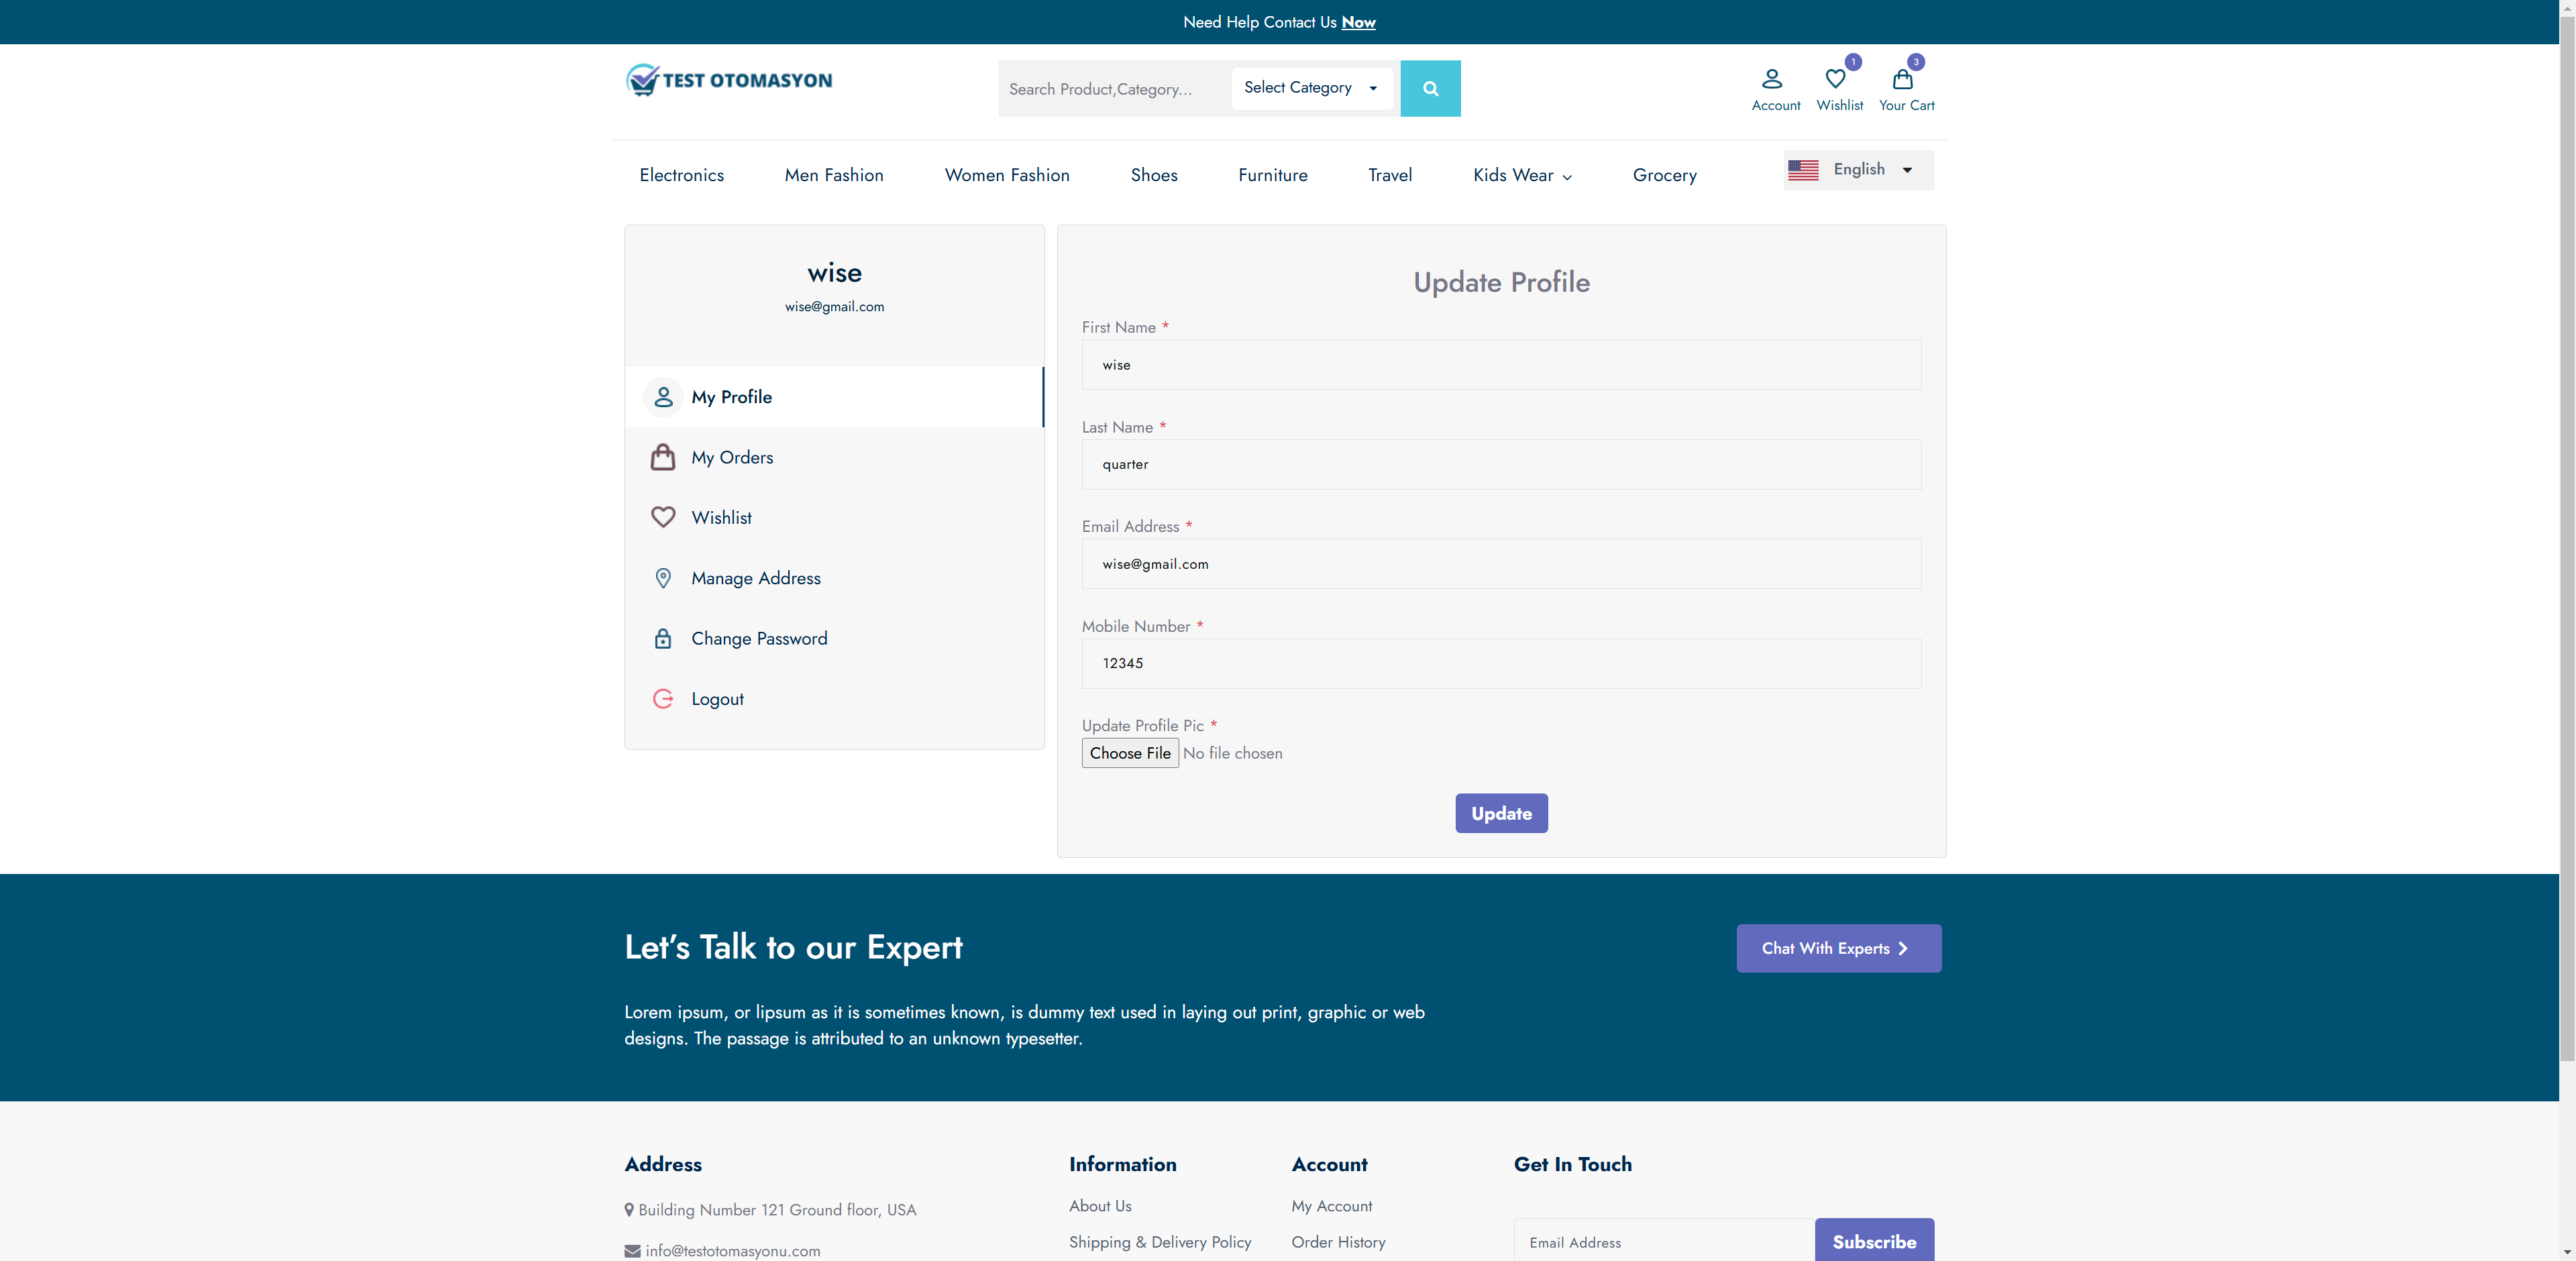 Need Help Contact Us Now
TEST OTOMASYON
Search Product,Category...
Select Category
1
3
Account
Wishlist
Your Cart
Electronics
Men Fashion
Women Fashion
Shoes
Furniture
Travel
Kids Wear
Grocery
English
wise
wise@gmail.com
My Profile
My Orders
Wishlist
Manage Address
Change Password
Logout
Update Profile
First Name *
wise
Last Name *
quarter
Email Address *
wise@gmail.com
Mobile Number *
12345
Update Profile Pic *
Choose File No file chosen
Update
Let's Talk to our Expert
Chat With Experts
Lorem ipsum, or lipsum as it is sometimes known, is dummy text used in laying out print, graphic or web
designs. The passage is attributed to an unknown typesetter.
Address
Building Number 121 Ground floor, USA
info@testotomasyonu.com
Information
About Us
Shipping & Delivery Policy
Account
My Account
Order History
Get In Touch
Email Address
Subscribe